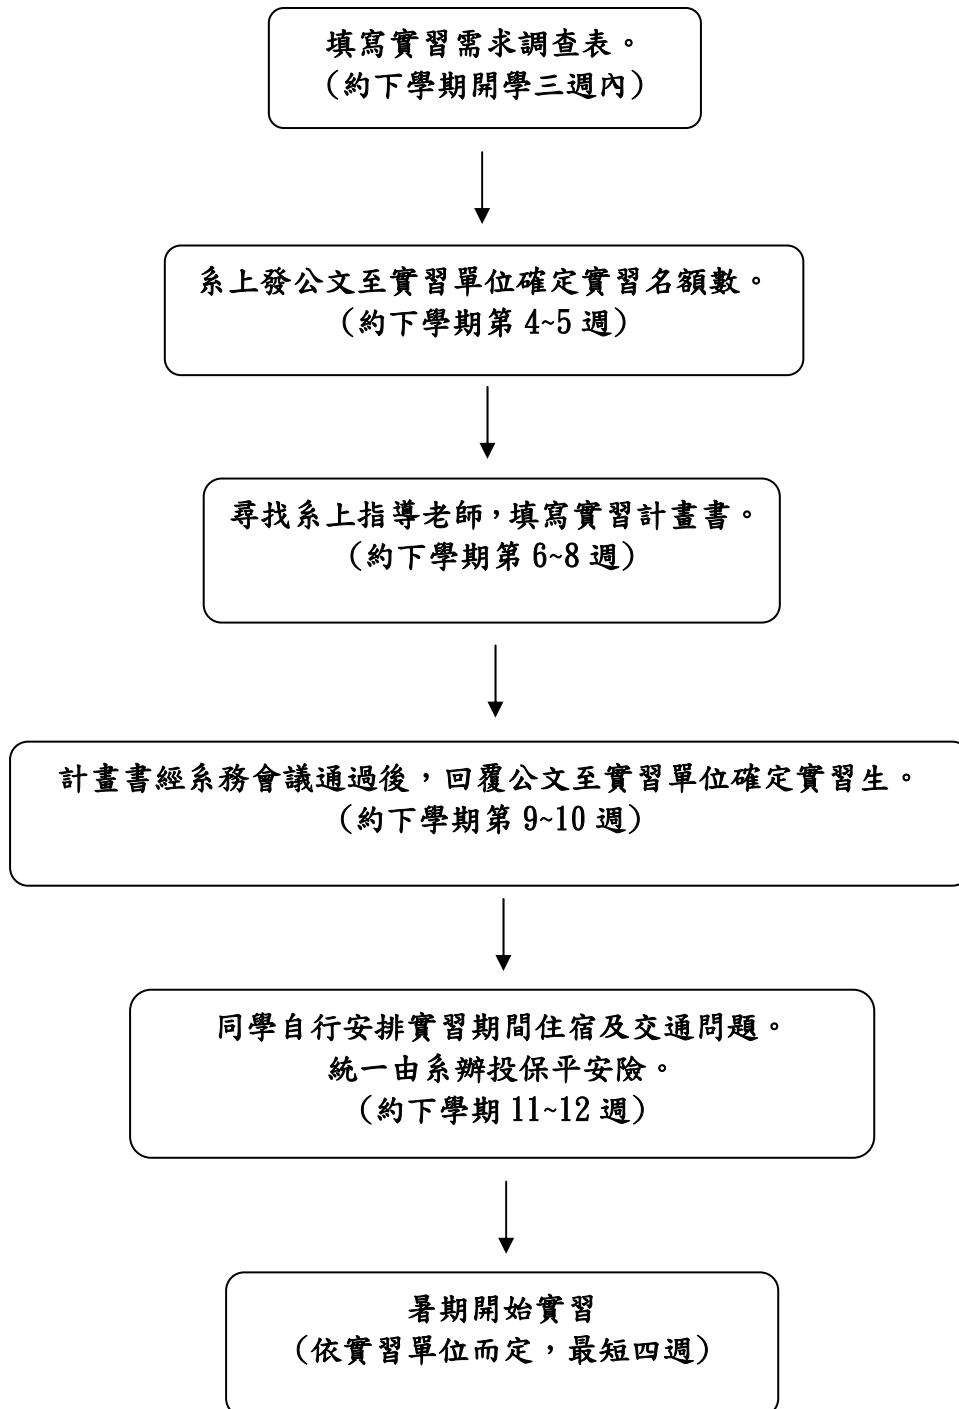 填寫實習需求調查表。
(約下學期開學三週內)
系上發公文至實習單位確定實習名額數。
(約下學期第 4~5 週)
尋找系上指導老師，填寫實習計畫書。
(約下學期第 6~8 週)
計畫書經系務會議通過後，回覆公文至實習單位確定實習生。
(約下學期第 9~10 週)
同學自行安排實習期間住宿及交通問題。
統一由系辦投保平安險。
(約下學期 11~12 週)
暑期開始實習
(依實習單位而定，最短四週)